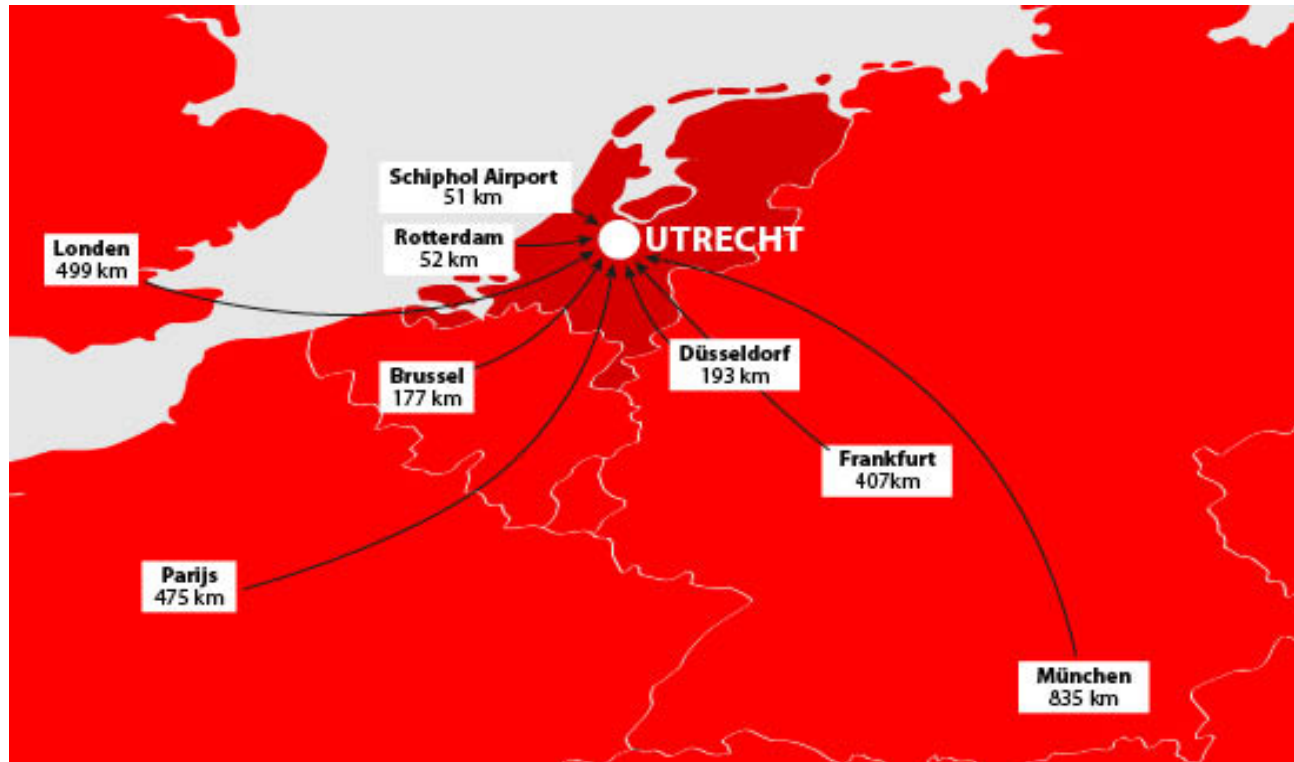 Schiphol Airport
51 km
Rotterdam
52 km
UTRECHT
Londen
499 km
Brussel
177 km
Düsseldorf
193 km
Frankfurt
407km
Parijs
475 km
München
835 km